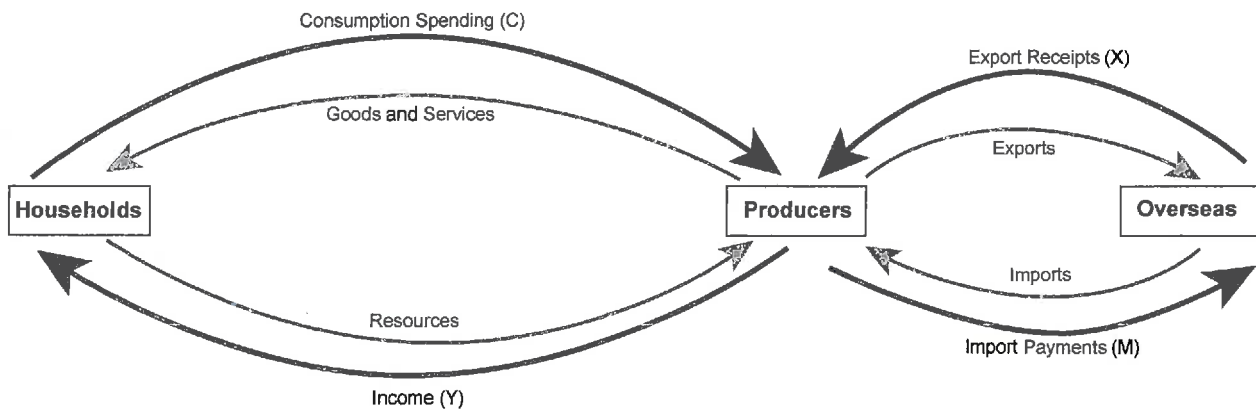 Consumption Spending (C)
Export Receipts (X)
Goods and Services
Exports
Households
Producers
Overseas
Imports
Resources
Import Payments (M)
Income (Y)